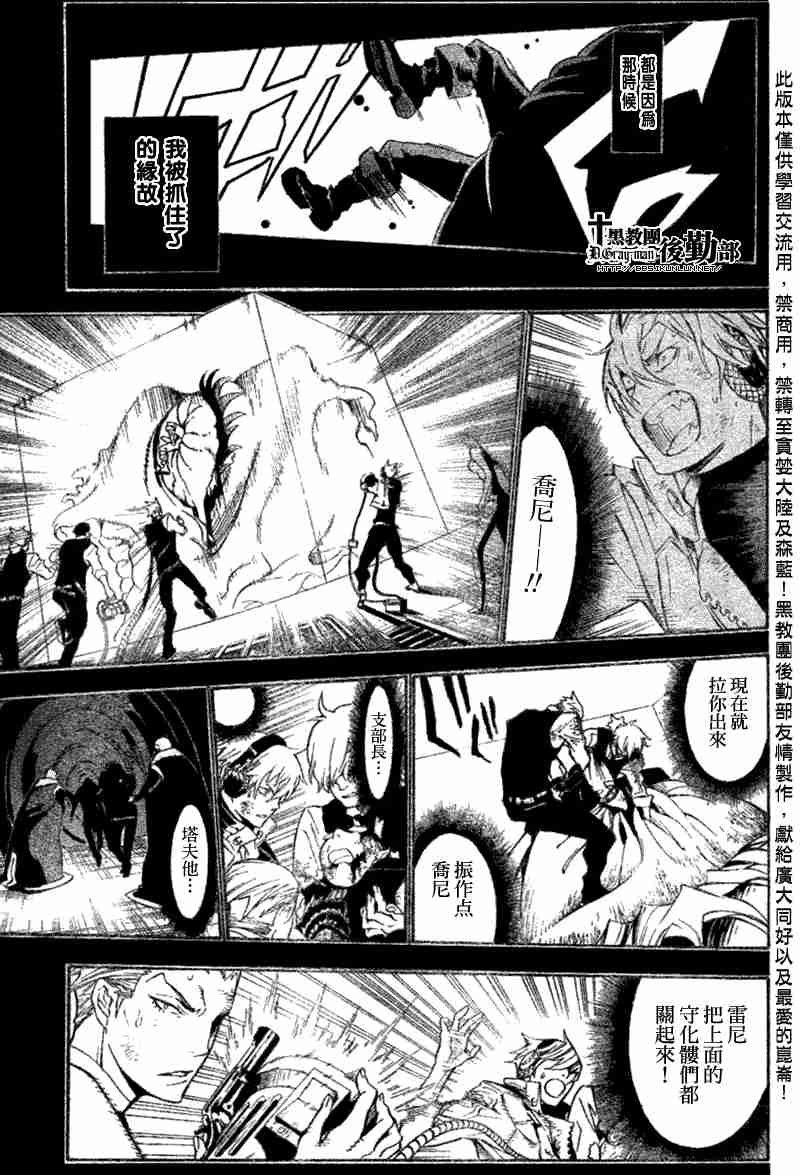 都是因為
那時候
我被抓住了
的緣故
黑教團
D.Gray-man
後勤部
HTTP://BBSIKUNLUN.NET/
喬尼——!!
現在就
拉你出來
支部長…
振作点
喬尼
塔夫他…
雷尼
把上面的
守化髏們都
關起來！
此版本僅供學習交流用，禁商用，禁轉至貪婪大陸及森藍！黑教團後勤部友情製作，獻給廣大同好以及最愛的崑崙！